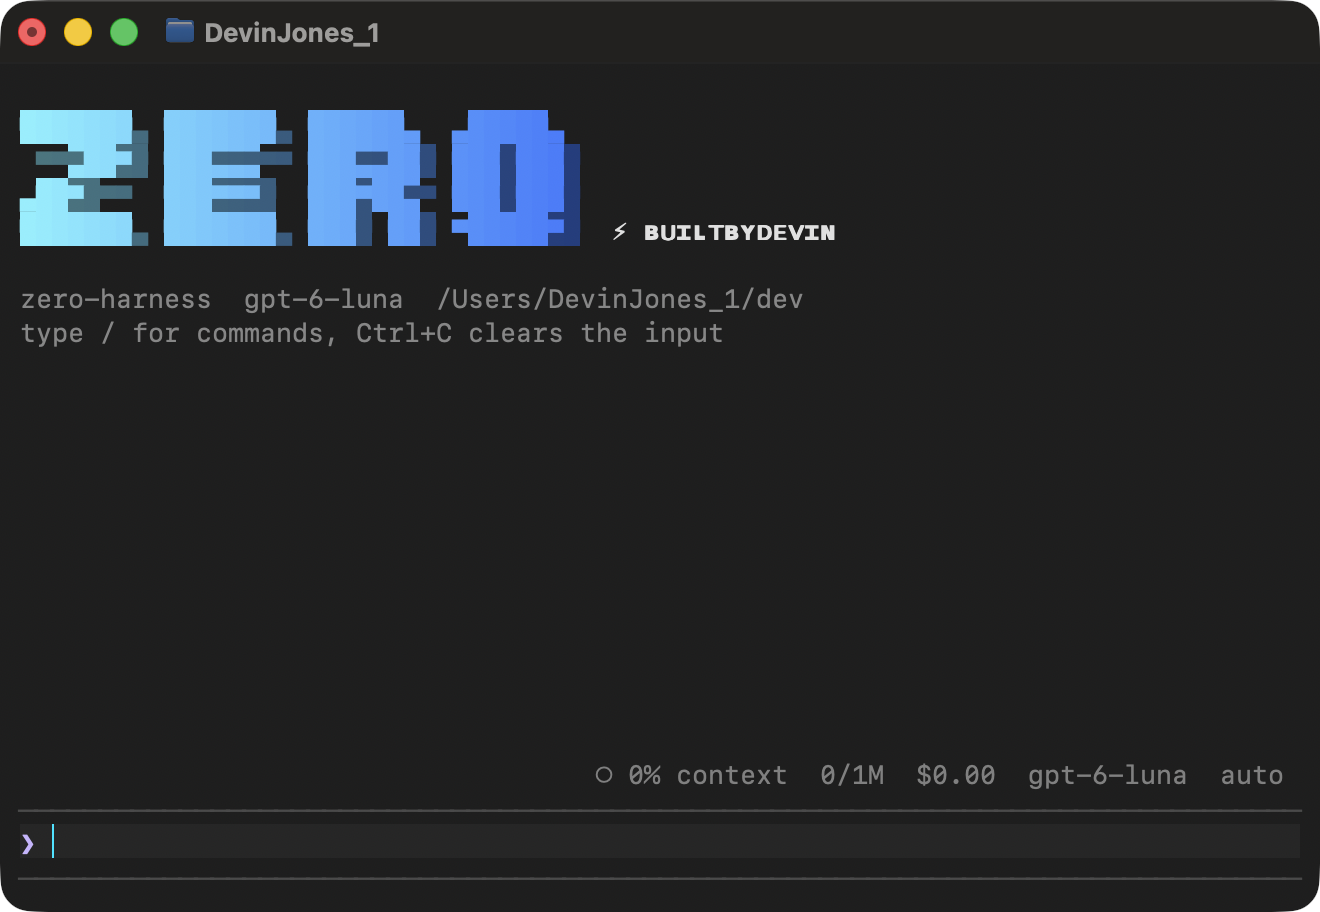 DevinJones_1
ZERO
⚡ BUILTBYDEVIN
zero-harness gpt-6-luna /Users/DevinJones_1/dev
type / for commands, Ctrl+C clears the input
○ 0% context 0/1M $0.00 gpt-6-luna auto
❯